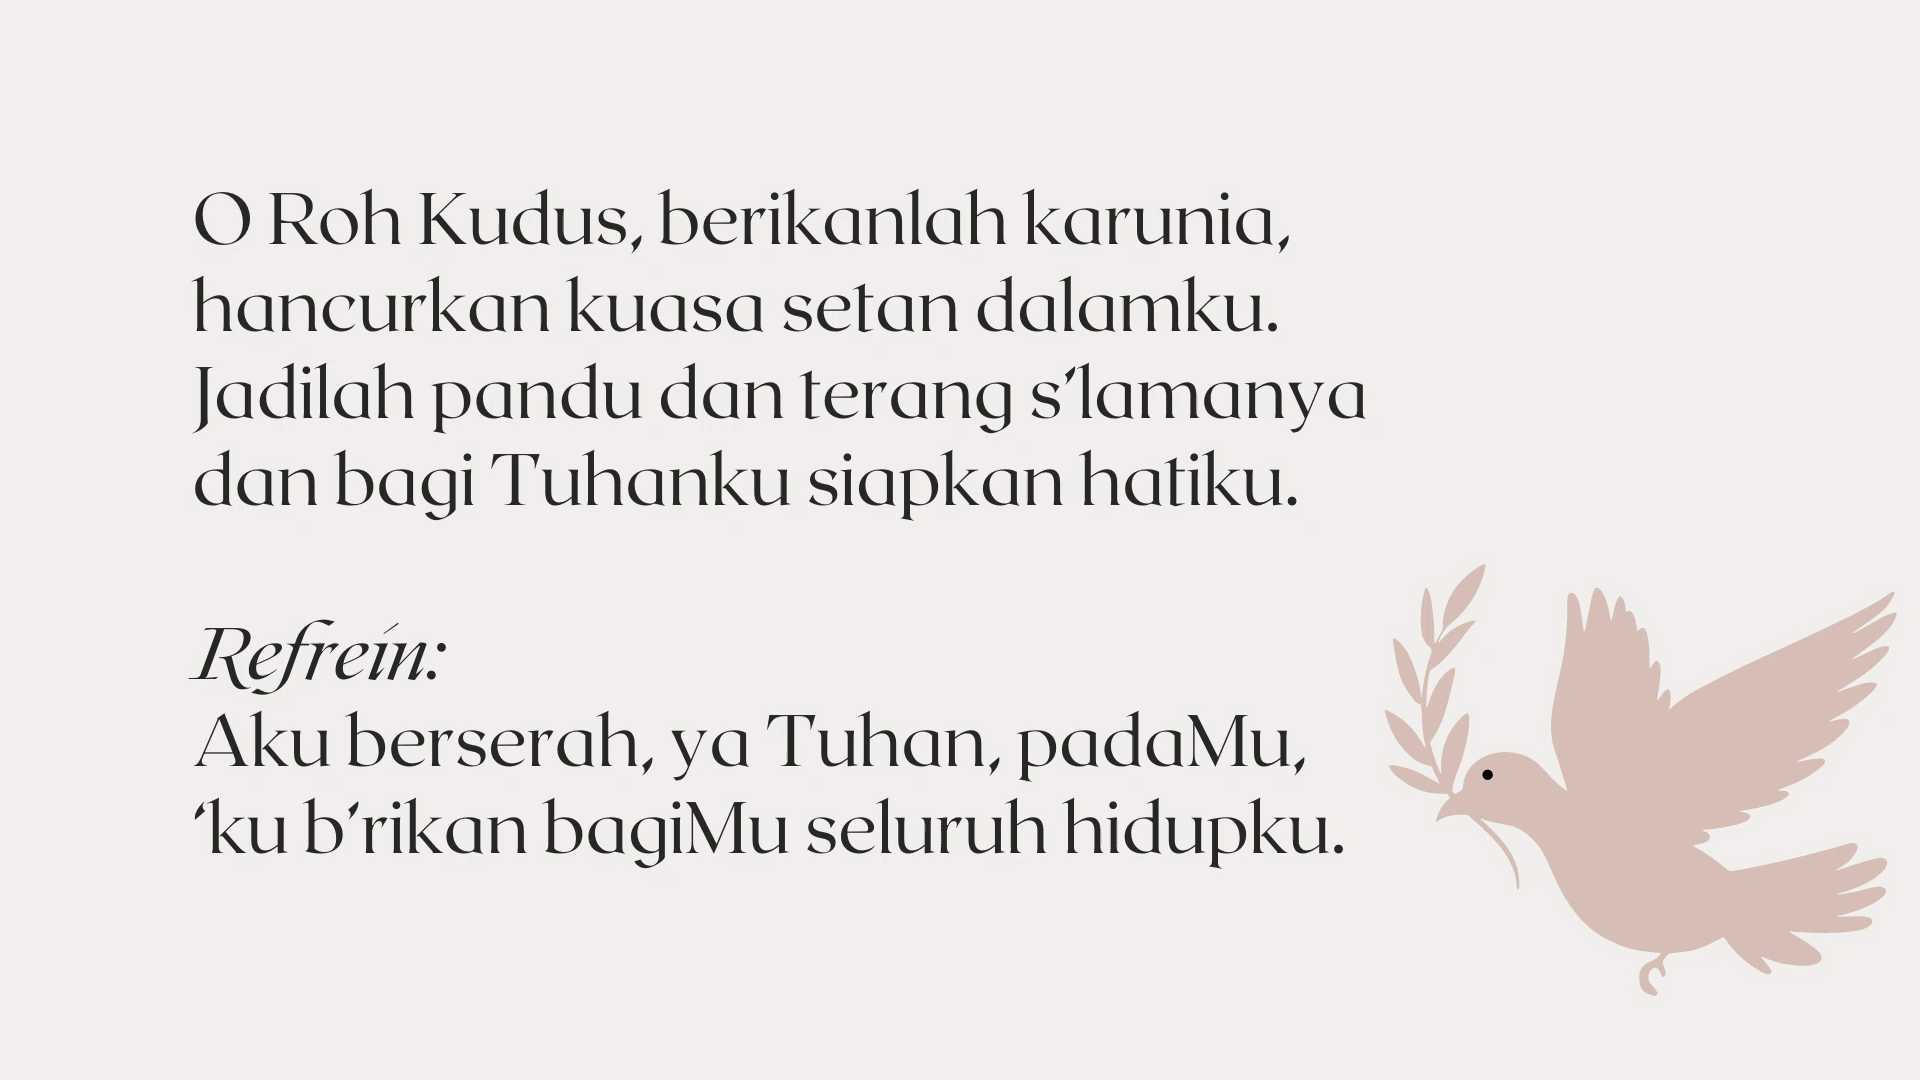 O Roh Kudus, berikanlah karunia,
hancurkan kuasa setan dalamku.
Jadilah pandu dan terang s’lamanya
dan bagi Tuhanku siapkan hatiku.
Refrein:
Aku berserah, ya Tuhan, padaMu,
‘ku b’rikan bagiMu seluruh hidupku.